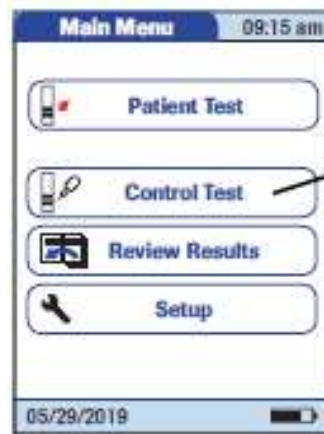 Main Menu 09:15 am
Patient Test
Control Test
Review Results
Setup
05/29/2019